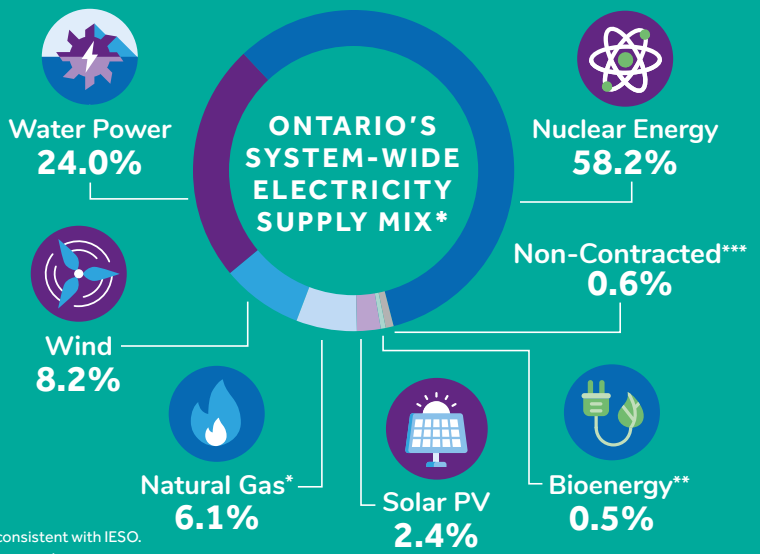 ONTARIO'S
SYSTEM-WIDE
ELECTRICITY
SUPPLY MIX*
Water Power
24.0%
Nuclear Energy
58.2%
Non-Contracted***
0.6%
Wind
8.2%
Natural Gas*
6.1%
Solar PV
2.4%
Bioenergy**
0.5%
consistent with IESO.